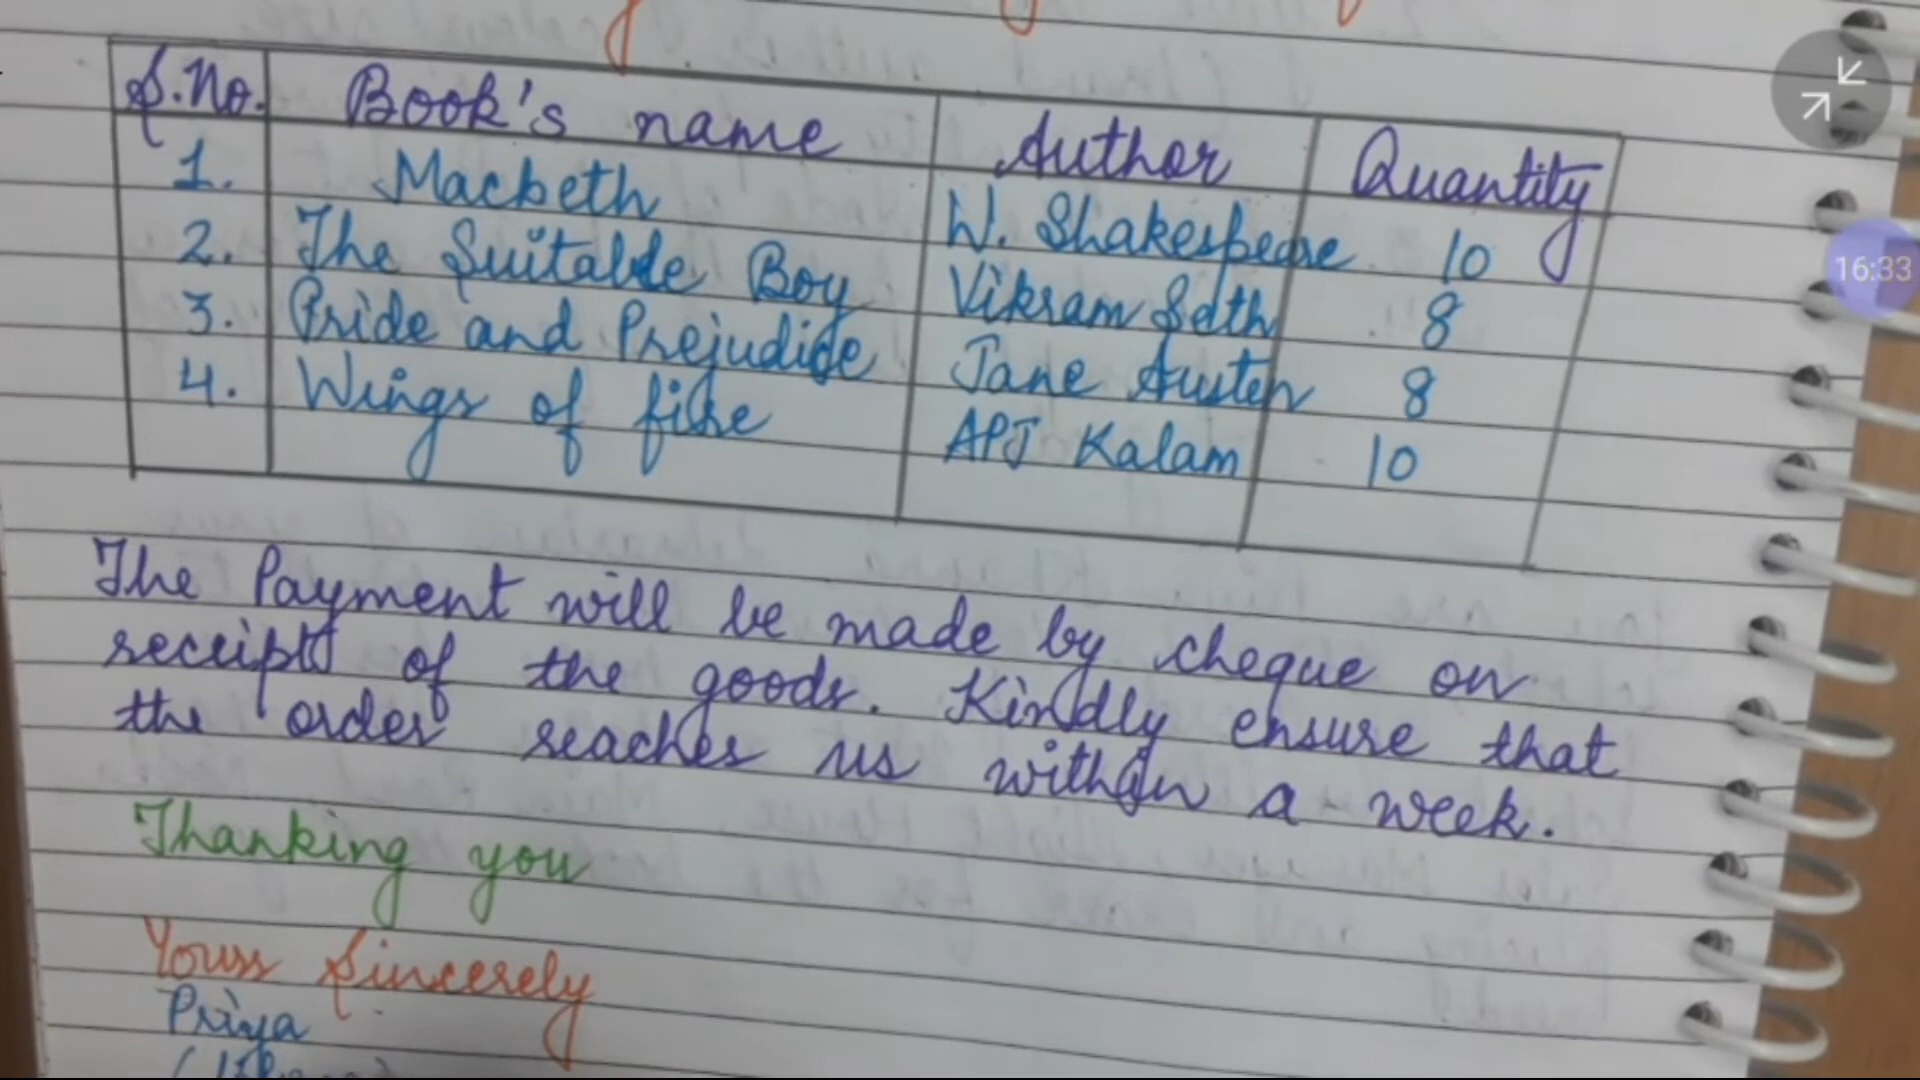 S.No. Book's name Author Quantity
1. Macbeth W. Shakespeare 10
2. The Suitable Boy Vikram Seth 8
3. Pride and Prejudice Jane Austen 8
4. Wings of fire APJ Kalam 10
The Payment will be made by cheque on
receipt of the goods. Kindly ensure that
the order reaches us within a week.
Thanking you
Yours Sincerely
Priya
16:33